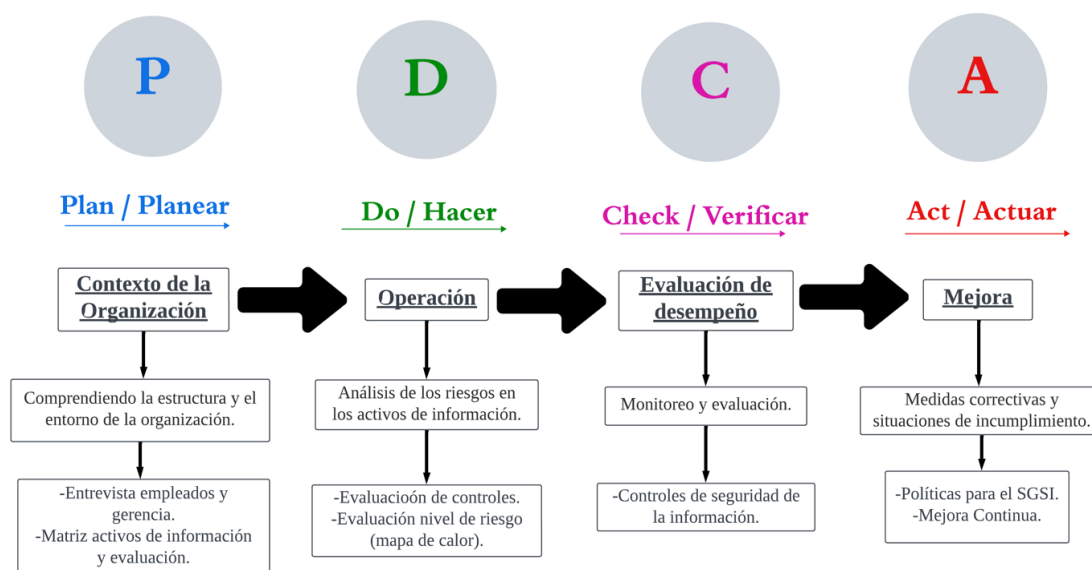 P
Plan / Planear
Contexto de la
Organización
Comprendiendo la estructura y el
entorno de la organización.
-Entrevista empleados y
gerencia.
-Matriz activos de información
y evaluación.
D
Do / Hacer
Operación
Análisis de los riesgos en
los activos de información.
-Evaluacioón de controles.
-Evaluación nivel de riesgo
(mapa de calor).
C
Check / Verificar
Evaluación de
desempeño
Monitoreo y evaluación.
-Controles de seguridad de
la información.
A
Act / Actuar
Mejora
Medidas correctivas y
situaciones de incumplimiento.
-Políticas para el SGSI.
-Mejora Continua.